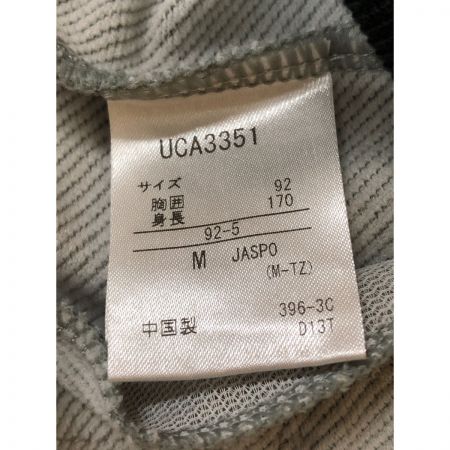 UCA3351
サイズ
胸囲 92
身長 170
92-5
M JASPO
(M-TZ)
396-3C
中国製 D13T